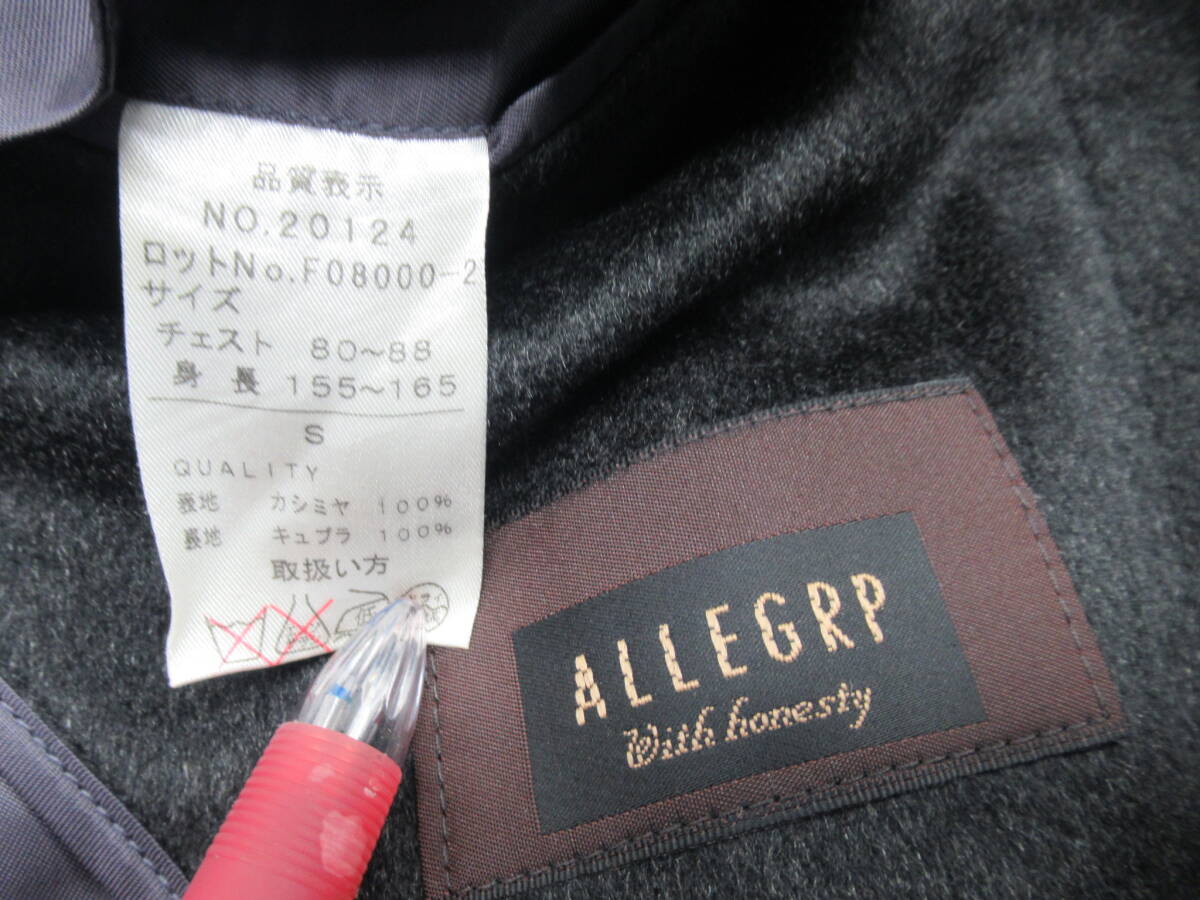 品質表示
NO.20124
ロットNo.F08000-2
サイズ
チェスト 80~88
身 長 155~165
S
QUALITY
表地 カシミヤ 100%
裏地 キュプラ 100%
取扱い方
低
ALLEGRP
With honesty